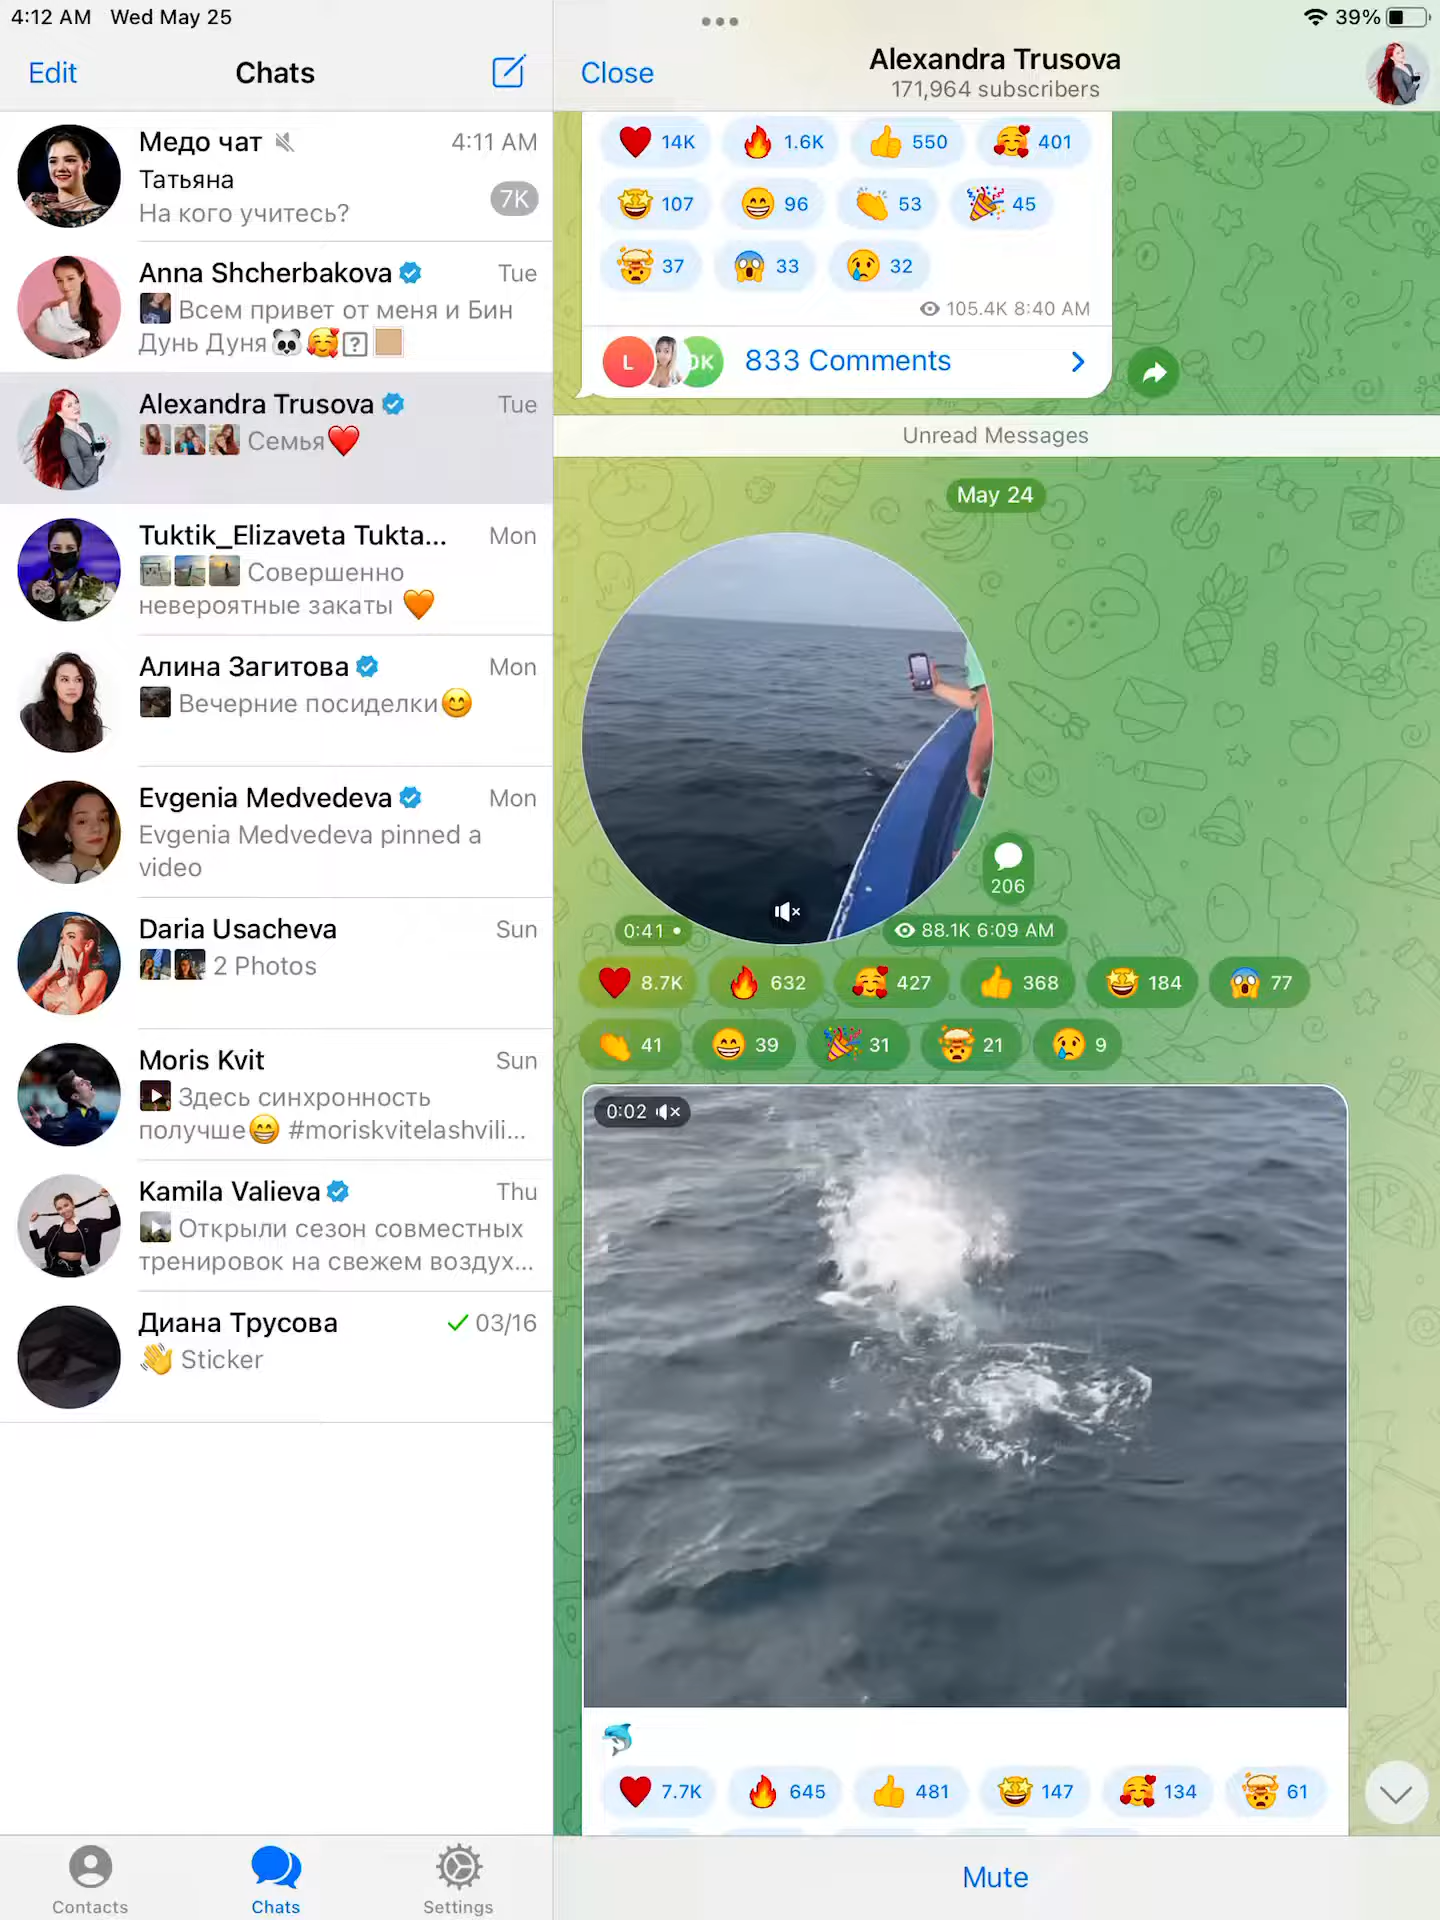 4:12 AM Wed May 25
39%
Edit
Chats
Медо чат
4:11 AM
Татьяна
На кого учитесь?
7K
Anna Shcherbakova
Tue
Всем привет от меня и Бин
Дунь Дуня🐼🥰
Alexandra Trusova
Tue
Семья❤️
Tuktik_Elizaveta Tukta...
Mon
Совершенно
невероятные закаты 🧡
Алина Загитова
Mon
Вечерние посиделки😊
Evgenia Medvedeva
Mon
Evgenia Medvedeva pinned a
video
Daria Usacheva
Sun
2 Photos
Moris Kvit
Sun
Здесь синхронность
получше😁 #moriskvitelashvili...
Kamila Valieva
Thu
Открыли сезон совместных
тренировок на свежем воздух...
Диана Трусова
03/16
👋 Sticker
Contacts
Chats
Settings
Close
Alexandra Trusova
171,964 subscribers
❤️ 14K 🔥 1.6K 👍 550 🥰 401
🤩 107 😁 96 👏 53 🎉 45
🤯 37 😱 33 😢 32
105.4K 8:40 AM
L
DK
833 Comments
Unread Messages
May 24
206
0:41
88.1K 6:09 AM
❤️ 8.7K 🔥 632 🥰 427 👍 368 🤩 184 😱 77
👏 41 😁 39 🎉 31 🤯 21 😢 9
0:02
🐬
❤️ 7.7K 🔥 645 👍 481 🤩 147 🥰 134 🤯 61
Mute